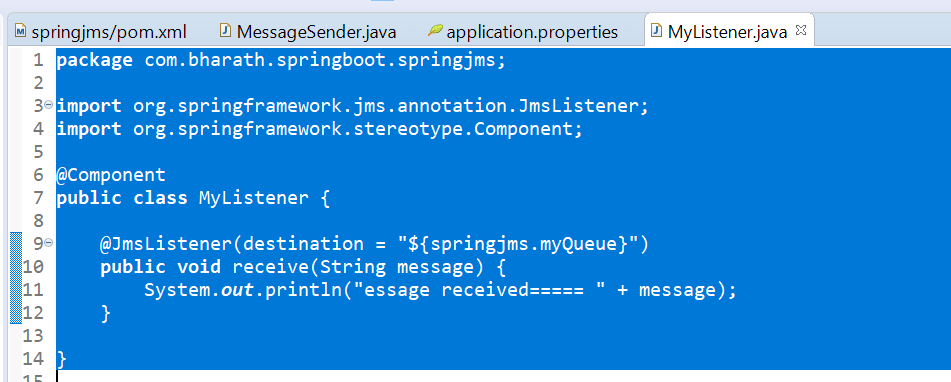 springjms/pom.xml MessageSender.java application.properties MyListener.java
1 package com.bharath.springboot.springjms;
2
3 import org.springframework.jms.annotation.JmsListener;
4 import org.springframework.stereotype.Component;
5
6 @Component
7 public class MyListener {
8
9 @JmsListener(destination = "${springjms.myQueue}")
10 public void receive(String message) {
11 System.out.println("essage received===== " + message);
12 }
13
14 }
15